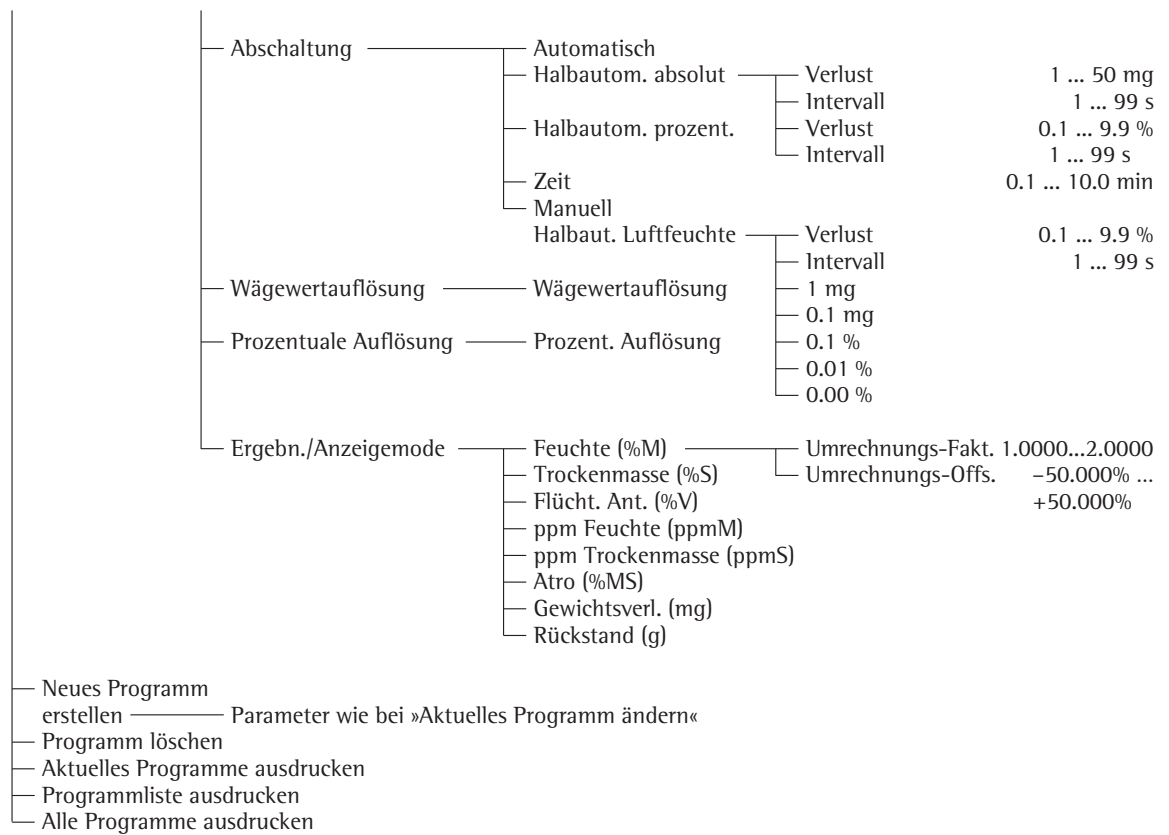 Abschaltung Automatisch
Halbautom. absolut Verlust 1 ... 50 mg
Intervall 1 ... 99 s
Halbautom. prozent. Verlust 0.1 ... 9.9 %
Intervall 1 ... 99 s
Zeit 0.1 ... 10.0 min
Manuell
Halbaut. Luftfeuchte Verlust 0.1 ... 9.9 %
Intervall 1 ... 99 s
Wägewertauflösung Wägewertauflösung 1 mg
0.1 mg
Prozentuale Auflösung Prozent. Auflösung 0.1 %
0.01 %
0.00 %
Ergebn./Anzeigemode Feuchte (%M) Umrechnungs-Fakt. 1.0000...2.0000
Trockenmasse (%S) Umrechnungs-Offs. –50.000% ...
Flücht. Ant. (%V) +50.000%
ppm Feuchte (ppmM)
ppm Trockenmasse (ppmS)
Atro (%MS)
Gewichtsverl. (mg)
Rückstand (g)
Neues Programm
erstellen Parameter wie bei »Aktuelles Programm ändern«
Programm löschen
Aktuelles Programme ausdrucken
Programmliste ausdrucken
Alle Programme ausdrucken